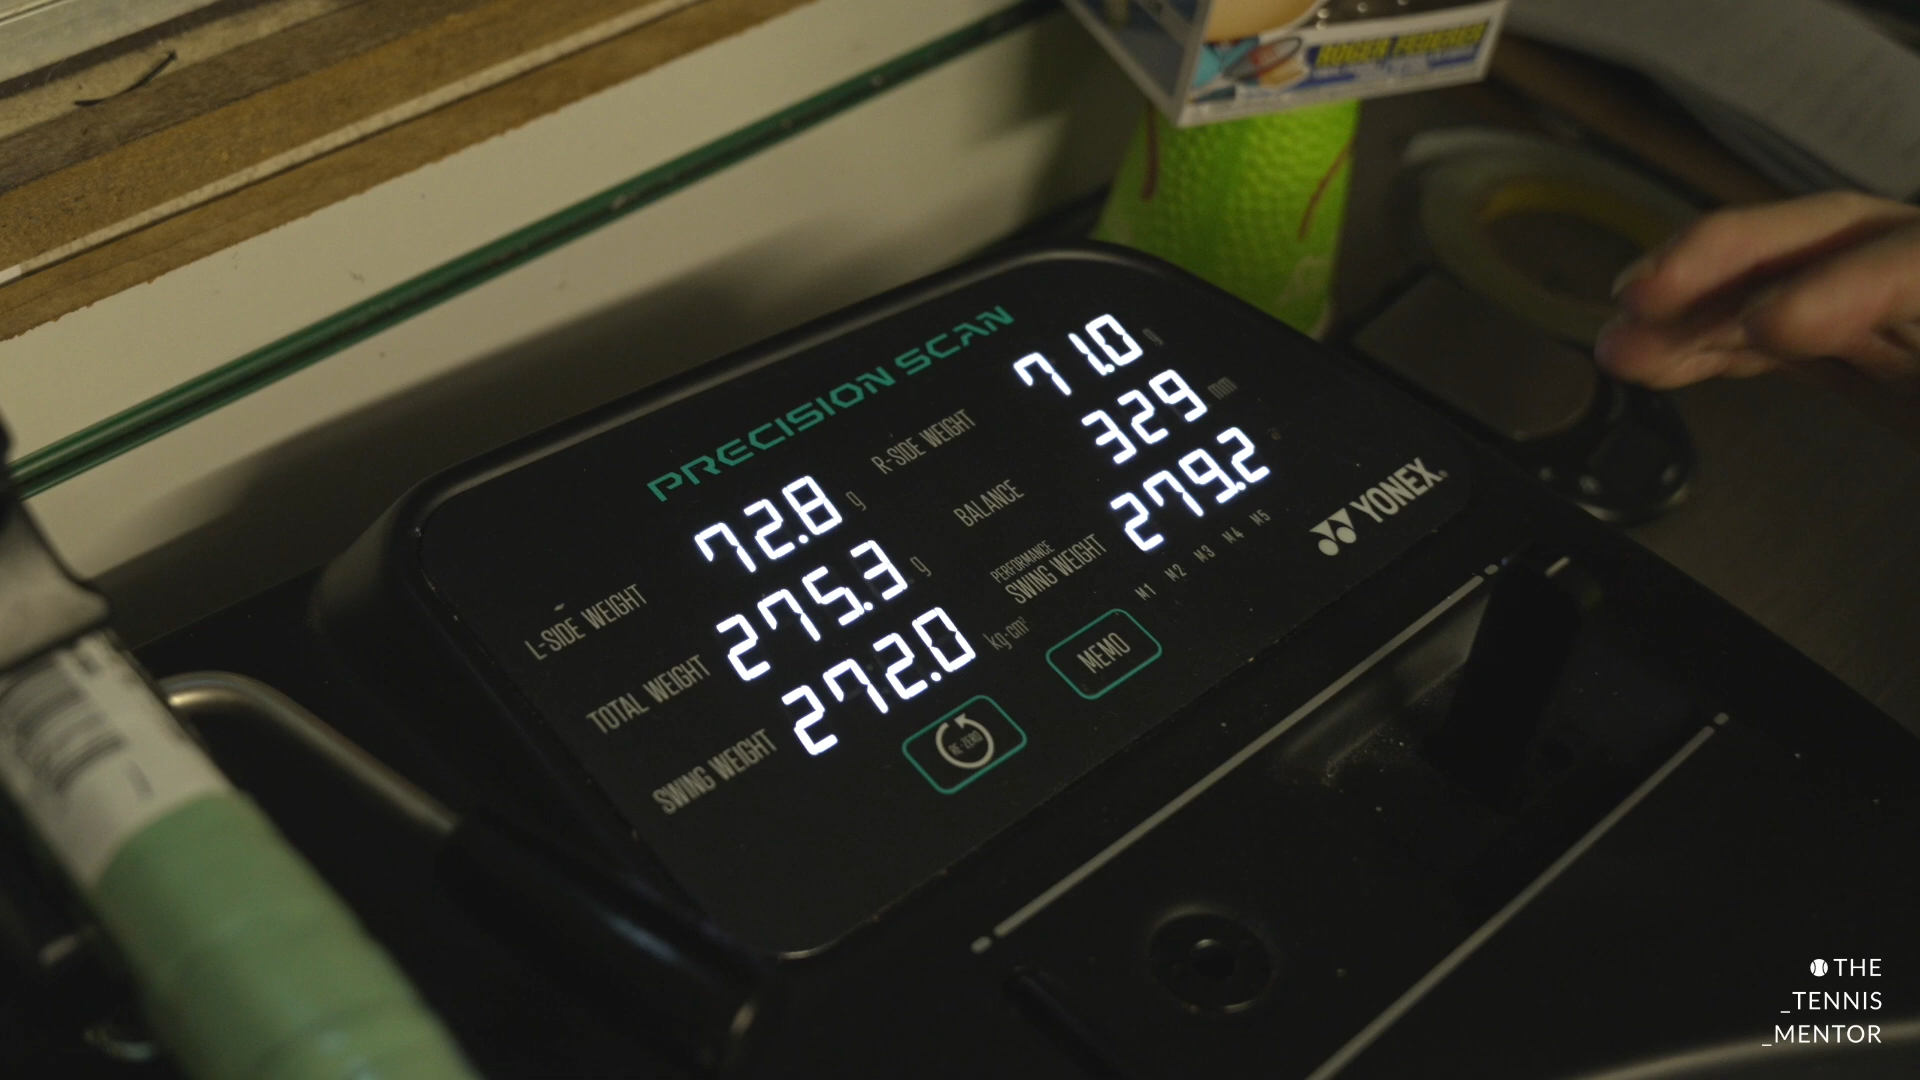 ROGER FEDERER
PRECISION SCAN
L-SIDE WEIGHT 72.8 g
R-SIDE WEIGHT 71.0 g
TOTAL WEIGHT 275.3 g
BALANCE 329 mm
SWING WEIGHT 272.0 kg·cm²
PERFORMANCE
SWING WEIGHT 279.2
M1 M2 M3 M4 M5
RE-ZERO
MEMO
YONEX®
THE
_TENNIS
_MENTOR